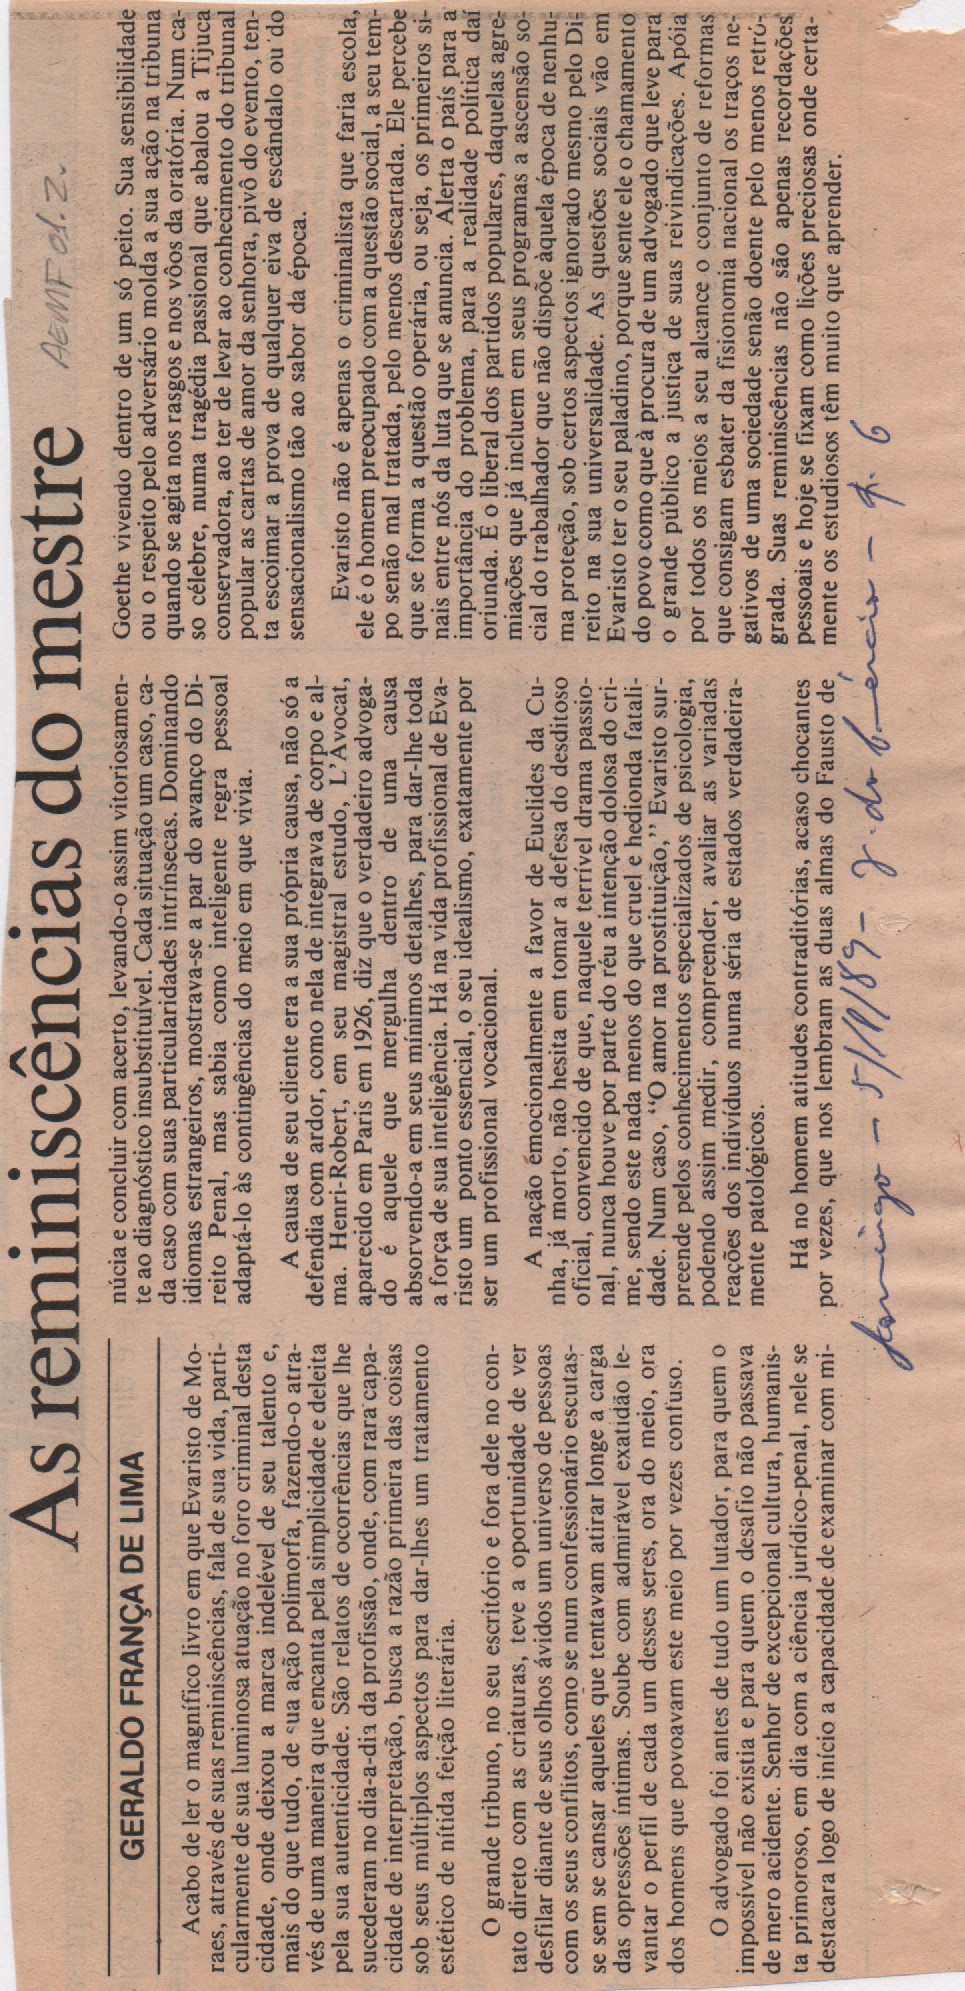 AEMF 01.2.
As reminiscências do mestre
GERALDO FRANÇA DE LIMA
Acabo de ler o magnífico livro em que Evaristo de Mo-
raes, através de suas reminiscências, fala de sua vida, parti-
cularmente de sua luminosa atuação no foro criminal desta
cidade, onde deixou a marca indelével de seu talento e,
mais do que tudo, de sua ação polimorfa, fazendo-o atra-
vés de uma maneira que encanta pela simplicidade e deleita
pela sua autenticidade. São relatos de ocorrências que lhe
sucederam no dia-a-dia da profissão, onde, com rara capa-
cidade de interpretação, busca a razão primeira das coisas
sob seus múltiplos aspectos para dar-lhes um tratamento
estético de nítida feição literária.
O grande tribuno, no seu escritório e fora dele no con-
tato direto com as criaturas, teve a oportunidade de ver
desfilar diante de seus olhos ávidos um universo de pessoas
com os seus conflitos, como se num confessionário escutas-
se sem se cansar aqueles que tentavam atirar longe a carga
das opressões íntimas. Soube com admirável exatidão le-
vantar o perfil de cada um desses seres, ora do meio, ora
dos homens que povoavam este meio por vezes confuso.
O advogado foi antes de tudo um lutador, para quem o
impossível não existia e para quem o desafio não passava
de mero acidente. Senhor de excepcional cultura, humanis-
ta primoroso, em dia com a ciência jurídico-penal, nele se
destacara logo de início a capacidade de examinar com mi-
núcia e concluir com acerto, levando-o assim vitoriosamen-
te ao diagnóstico insubstituível. Cada situação um caso, ca-
da caso com suas particularidades intrínsecas. Dominando
idiomas estrangeiros, mostrava-se a par do avanço do Di-
reito Penal, mas sabia como inteligente regra pessoal
adaptá-lo às contingências do meio em que vivia.
A causa de seu cliente era a sua própria causa, não só a
defendia com ardor, como nela de integrava de corpo e al-
ma. Henri-Robert, em seu magistral estudo, L'Avocat,
aparecido em Paris em 1926, diz que o verdadeiro advoga-
do é aquele que mergulha dentro de uma causa
absorvendo-a em seus mínimos detalhes, para dar-lhe toda
a força de sua inteligência. Há na vida profissional de Eva-
risto um ponto essencial, o seu idealismo, exatamente por
ser um profissional vocacional.
A nação emocionalmente a favor de Euclides da Cu-
nha, já morto, não hesita em tomar a defesa do desditoso
oficial, convencido de que, naquele terrível drama passio-
nal, nunca houve por parte do réu a intenção dolosa do cri-
me, sendo este nada menos do que cruel e hedionda fatali-
dade. Num caso, "O amor na prostituição," Evaristo sur-
preende pelos conhecimentos especializados de psicologia,
podendo assim medir, compreender, avaliar as variadas
reações dos indivíduos numa séria de estados verdadeira-
mente patológicos.
Há no homem atitudes contraditórias, acaso chocantes
por vezes, que nos lembram as duas almas do Fausto de
Goethe vivendo dentro de um só peito. Sua sensibilidade
ou o respeito pelo adversário molda a sua ação na tribuna
quando se agita nos rasgos e nos vôos da oratória. Num ca-
so célebre, numa tragédia passional que abalou a Tijuca
conservadora, ao ter de levar ao conhecimento do tribunal
popular as cartas de amor da senhora, pivô do evento, ten-
ta escoimar a prova de qualquer eiva de escândalo ou do
sensacionalismo tão ao sabor da época.
Evaristo não é apenas o criminalista que faria escola,
ele é o homem preocupado com a questão social, a seu tem-
po senão mal tratada, pelo menos descartada. Ele percebe
que se forma a questão operária, ou seja, os primeiros si-
nais entre nós da luta que se anuncia. Alerta o país para a
importância do problema, para a realidade política daí
oriunda. É o liberal dos partidos populares, daquelas agre-
miações que já incluem em seus programas a ascensão so-
cial do trabalhador que não dispõe àquela época de nenhu-
ma proteção, sob certos aspectos ignorado mesmo pelo Di-
reito na sua universalidade. As questões sociais vão em
Evaristo ter o seu paladino, porque sente ele o chamamento
do povo como que à procura de um advogado que leve para
o grande público a justiça de suas reivindicações. Apóia
por todos os meios a seu alcance o conjunto de reformas
que consigam esbater da fisionomia nacional os traços ne-
gativos de uma sociedade senão doente pelo menos retró-
grada. Suas reminiscências não são apenas recordações
pessoais e hoje se fixam como lições preciosas onde certa-
mente os estudiosos têm muito que aprender.
Domingo - 5/11/89 - J. do Comércio - p. 6